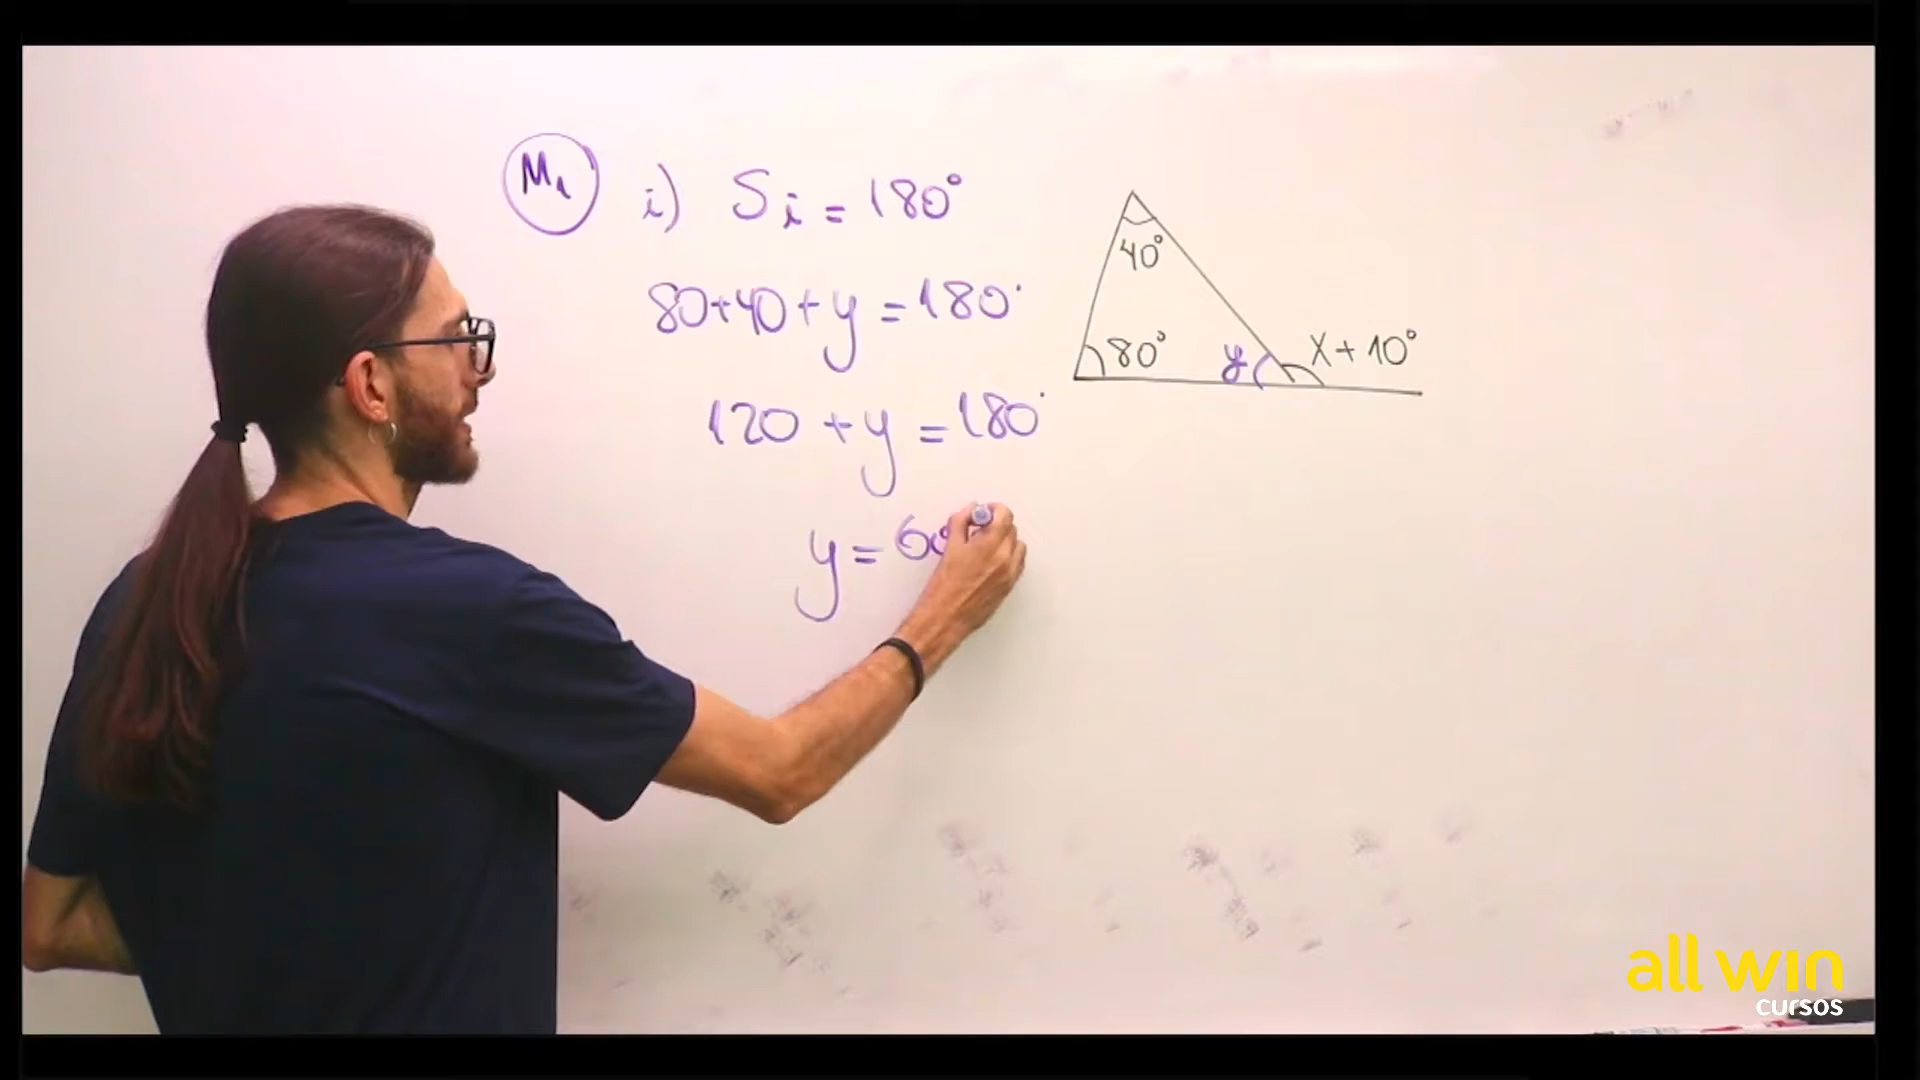 M1
i) Si = 180°
80+40+y = 180°
120 + y = 180°
y = 60
40°
80°
y
x + 10°
all win
cursos